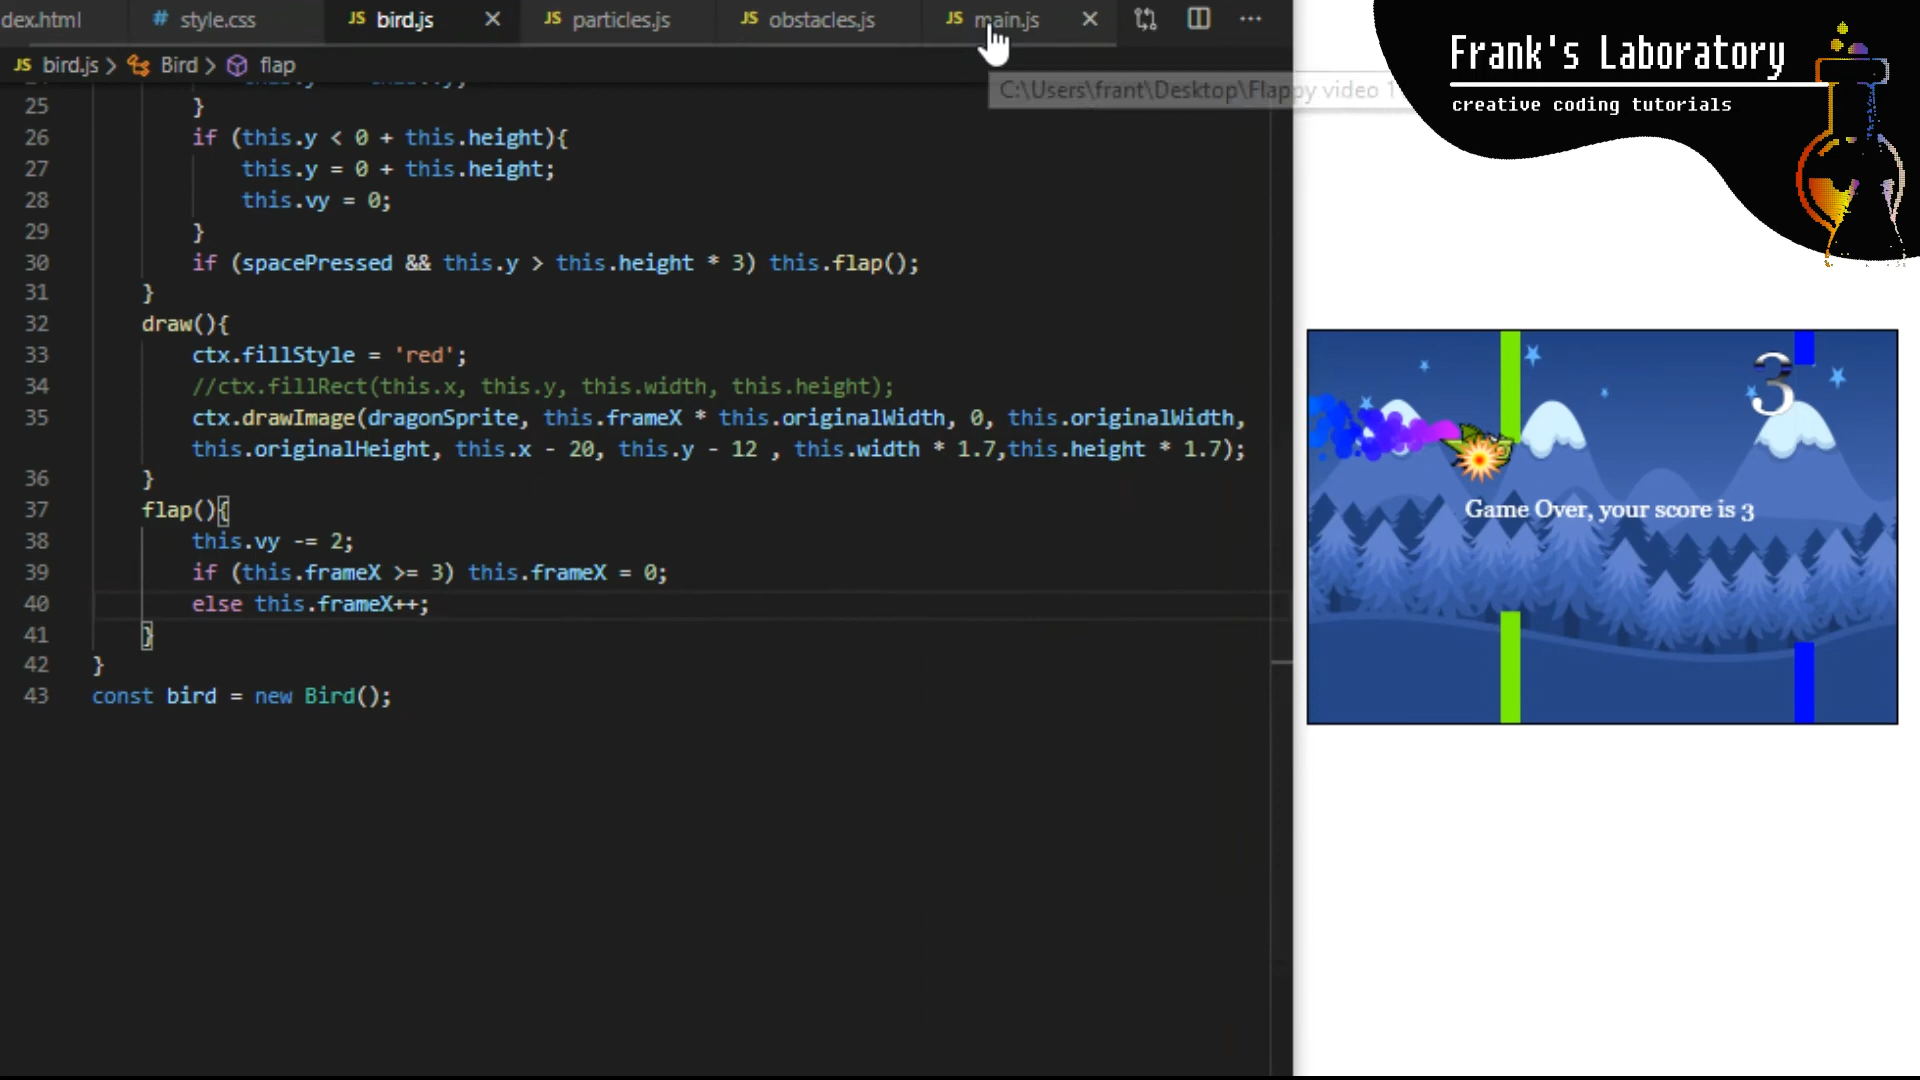 dex.html # style.css JS bird.js × JS particles.js JS obstacles.js JS main.js × ···
JS bird.js > Bird > flap
C:\Users\frant\Desktop\Flappy video 1
25 }
26 if (this.y < 0 + this.height){
27 this.y = 0 + this.height;
28 this.vy = 0;
29 }
30 if (spacePressed && this.y > this.height * 3) this.flap();
31 }
32 draw(){
33 ctx.fillStyle = 'red';
34 //ctx.fillRect(this.x, this.y, this.width, this.height);
35 ctx.drawImage(dragonSprite, this.frameX * this.originalWidth, 0, this.originalWidth,
this.originalHeight, this.x - 20, this.y - 12 , this.width * 1.7,this.height * 1.7);
36 }
37 flap(){
38 this.vy -= 2;
39 if (this.frameX >= 3) this.frameX = 0;
40 else this.frameX++;
41 }
42 }
43 const bird = new Bird();
Frank's Laboratory
creative coding tutorials
3
Game Over, your score is 3